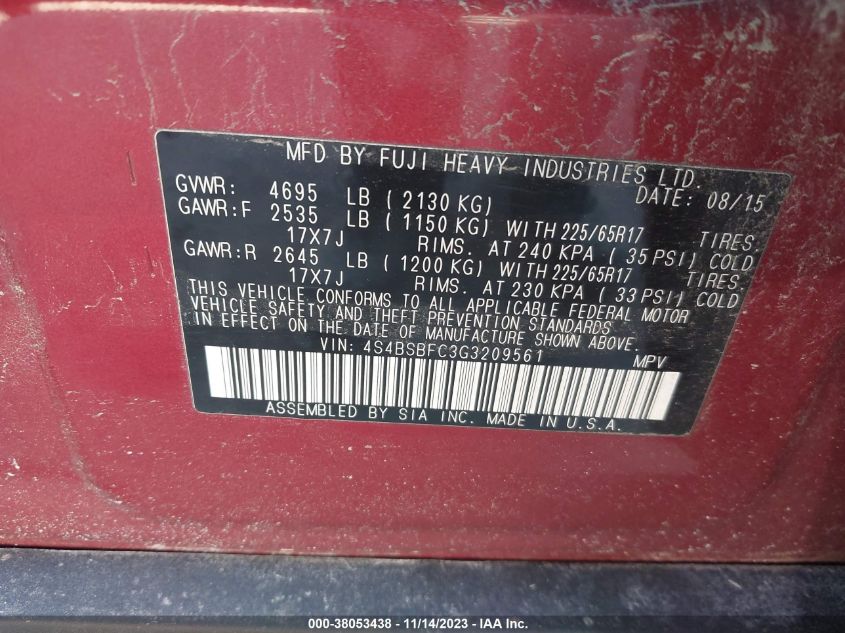 MFD BY FUJI HEAVY INDUSTRIES LTD.
GVWR: 4695 LB ( 2130 KG) DATE: 08/15
GAWR:F 2535 LB ( 1150 KG) WITH 225/65R17 TIRES.
17X7J RIMS. AT 240 KPA ( 35 PSI) COLD
GAWR:R 2645 LB ( 1200 KG) WITH 225/65R17 TIRES.
17X7J RIMS. AT 230 KPA ( 33 PSI) COLD
THIS VEHICLE CONFORMS TO ALL APPLICABLE FEDERAL MOTOR
VEHICLE SAFETY AND THEFT PREVENTION STANDARDS
IN EFFECT ON THE DATE OF MANUFACTURE SHOWN ABOVE.
VIN: 4S4BSBFC3G3209561 MPV
ASSEMBLED BY SIA INC. MADE IN U.S.A.
000-38053438 - 11/14/2023 - IAA Inc.